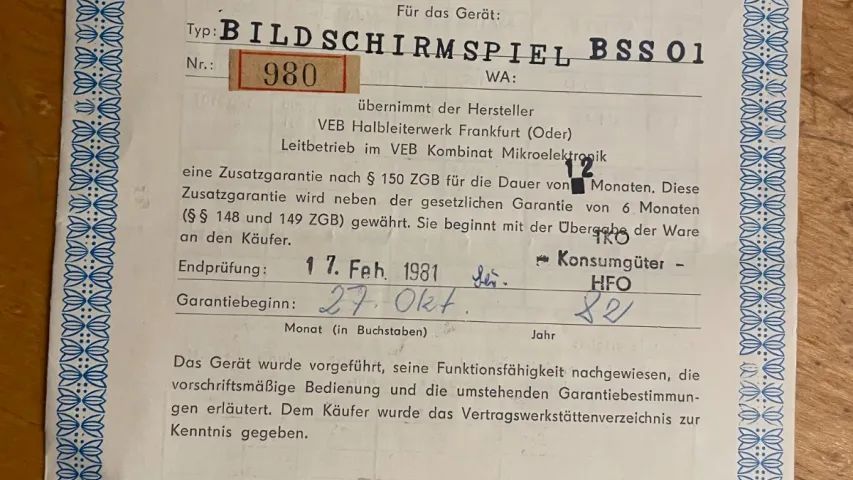 Für das Gerät:
Typ: BILDSCHIRMSPIEL BSS 01
Nr.: 980 WA:
übernimmt der Hersteller
VEB Halbleiterwerk Frankfurt (Oder)
Leitbetrieb im VEB Kombinat Mikroelektronik
eine Zusatzgarantie nach § 150 ZGB für die Dauer von 12 Monaten. Diese
Zusatzgarantie wird neben der gesetzlichen Garantie von 6 Monaten
(§ § 148 und 149 ZGB) gewährt. Sie beginnt mit der Übergabe der Ware
an den Käufer.
TKO
- Konsumgüter -
HFO
Endprüfung: 17. Feb. 1981
Garantiebeginn: 27. Okt. 82
Monat (in Buchstaben) Jahr
Das Gerät wurde vorgeführt, seine Funktionsfähigkeit nachgewiesen, die
vorschriftsmäßige Bedienung und die umstehenden Garantiebestimmun-
gen erläutert. Dem Käufer wurde das Vertragswerkstättenverzeichnis zur
Kenntnis gegeben.